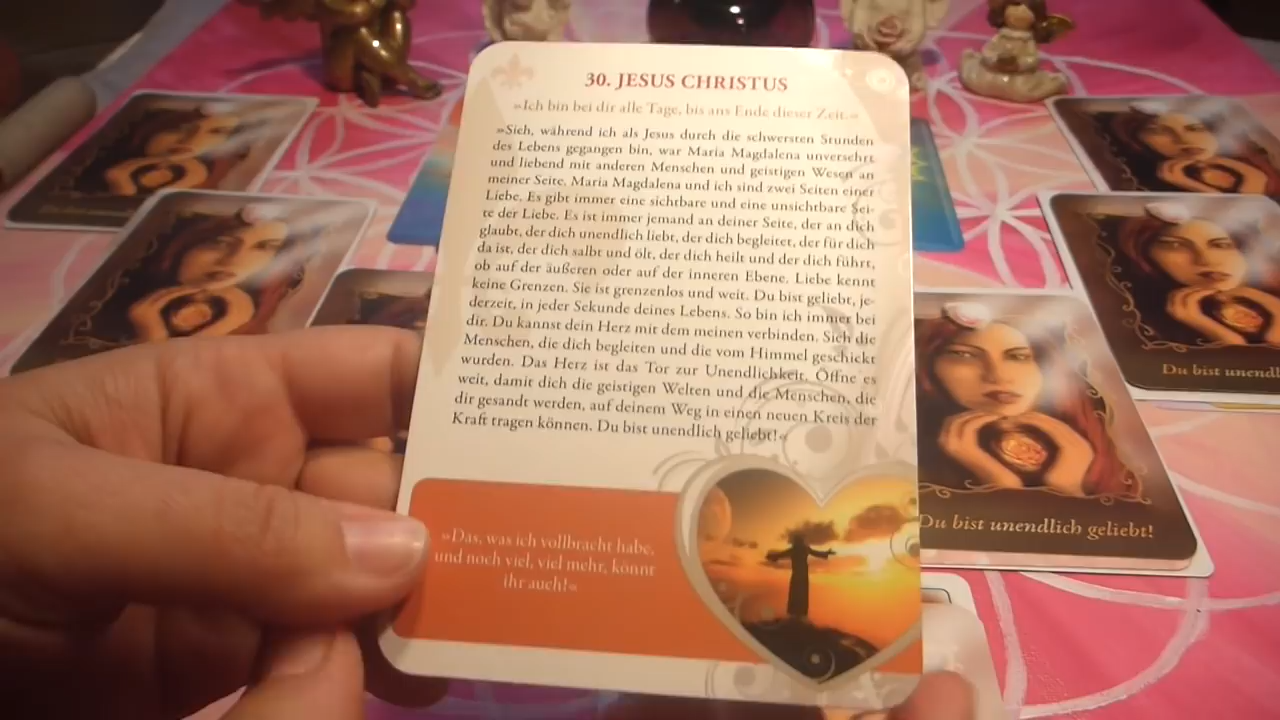 30. JESUS CHRISTUS
»Ich bin bei dir alle Tage, bis ans Ende dieser Zeit.«
»Sieh, während ich als Jesus durch die schwersten Stunden
des Lebens gegangen bin, war Maria Magdalena unversehrt
und liebend mit anderen Menschen und geistigen Wesen an
meiner Seite. Maria Magdalena und ich sind zwei Seiten einer
Liebe. Es gibt immer eine sichtbare und eine unsichtbare Sei-
te der Liebe. Es ist immer jemand an deiner Seite, der an dich
glaubt, der dich unendlich liebt, der dich begleitet, der für dich
da ist, der dich salbt und ölt, der dich heilt und der dich führt,
ob auf der äußeren oder auf der inneren Ebene. Liebe kennt
keine Grenzen. Sie ist grenzenlos und weit. Du bist geliebt, je-
derzeit, in jeder Sekunde deines Lebens. So bin ich immer bei
dir. Du kannst dein Herz mit dem meinen verbinden. Sieh die
Menschen, die dich begleiten und die vom Himmel geschickt
wurden. Das Herz ist das Tor zur Unendlichkeit. Öffne es
weit, damit dich die geistigen Welten und die Menschen, die
dir gesandt werden, auf deinem Weg in einen neuen Kreis der
Kraft tragen können. Du bist unendlich geliebt!«
»Das, was ich vollbracht habe,
und noch viel, viel mehr, könnt
ihr auch!«
Du bist unendlich geliebt!
Du bist unendl